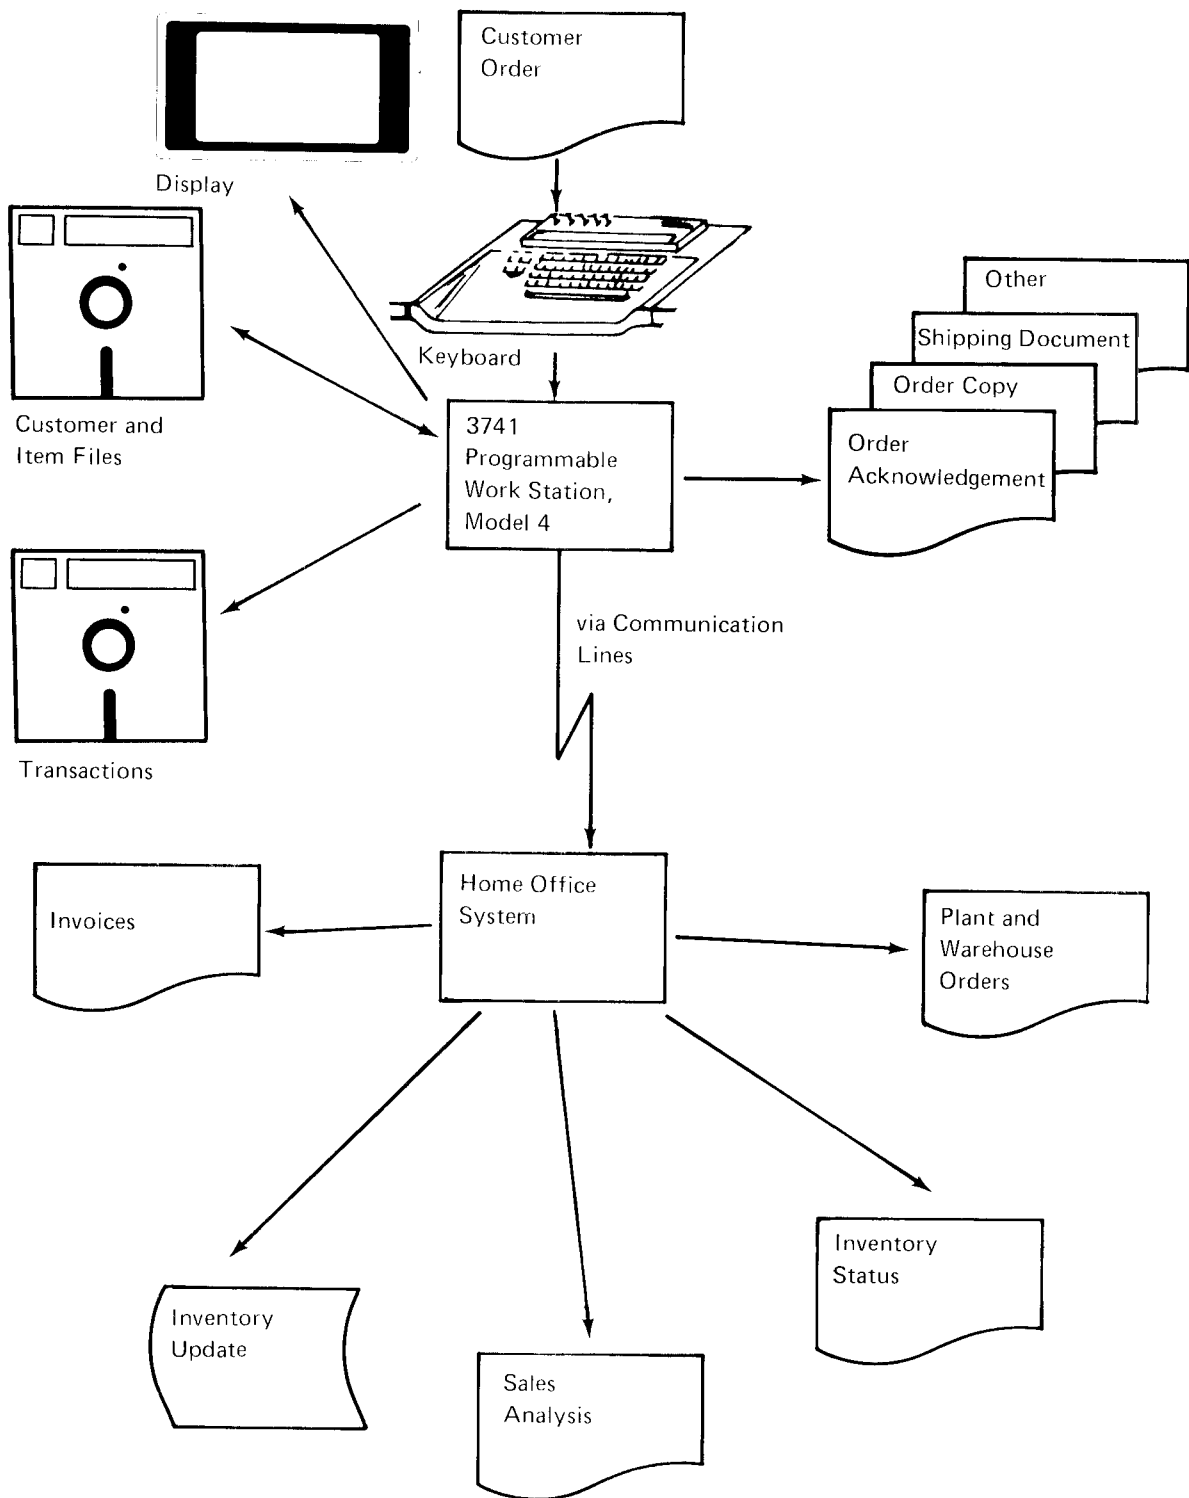 Customer
Order
Display
Keyboard
Customer and
Item Files
3741
Programmable
Work Station,
Model 4
Other
Shipping Document
Order Copy
Order
Acknowledgement
via Communication
Lines
Transactions
Home Office
System
Invoices
Plant and
Warehouse
Orders
Inventory
Status
Inventory
Update
Sales
Analysis